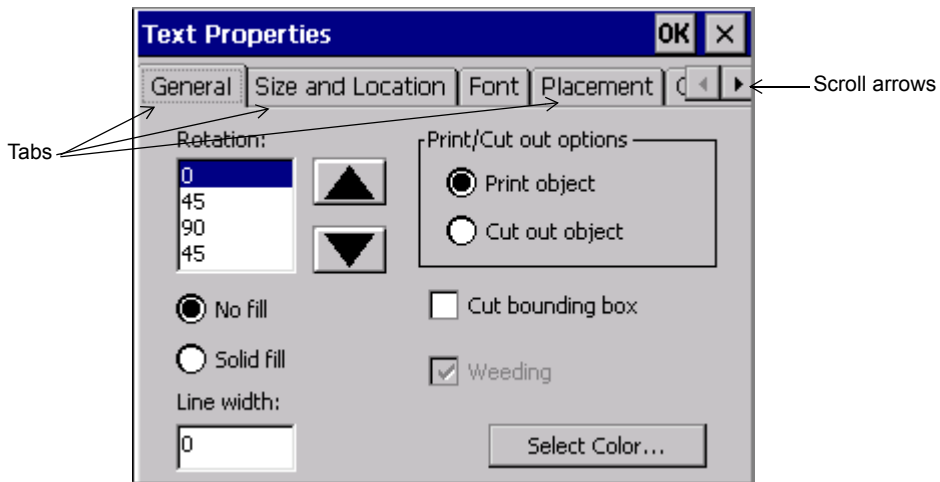 Text Properties OK
General Size and Location Font Placement
Scroll arrows
Tabs
Rotation:
0
45
90
45
Print/Cut out options
Print object
Cut out object
No fill
Solid fill
Cut bounding box
Weeding
Line width:
0
Select Color...